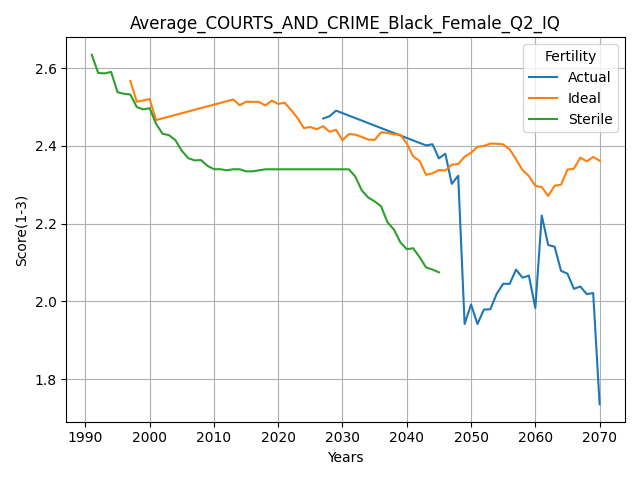 Average_COURTS_AND_CRIME_Black_Female_Q2_IQ
Fertility
Actual
Ideal
Sterile
Score(1-3)
2.6
2.4
2.2
2.0
1.8
1990 2000 2010 2020 2030 2040 2050 2060 2070
Years